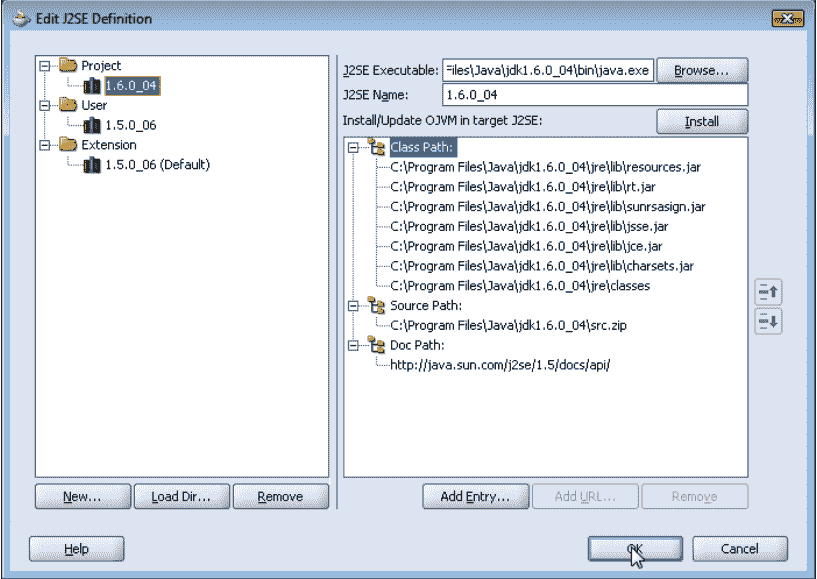 Edit J2SE Definition
Project
1.6.0_04
User
1.5.0_06
Extension
1.5.0_06 (Default)
New...
Load Dir...
Remove
J2SE Executable: Files\Java\jdk1.6.0_04\bin\java.exe Browse...
J2SE Name: 1.6.0_04
Install/Update OJVM in target J2SE: Install
Class Path:
C:\Program Files\Java\jdk1.6.0_04\jre\lib\resources.jar
C:\Program Files\Java\jdk1.6.0_04\jre\lib\rt.jar
C:\Program Files\Java\jdk1.6.0_04\jre\lib\sunrsasign.jar
C:\Program Files\Java\jdk1.6.0_04\jre\lib\jsse.jar
C:\Program Files\Java\jdk1.6.0_04\jre\lib\jce.jar
C:\Program Files\Java\jdk1.6.0_04\jre\lib\charsets.jar
C:\Program Files\Java\jdk1.6.0_04\jre\classes
Source Path:
C:\Program Files\Java\jdk1.6.0_04\src.zip
Doc Path:
http://java.sun.com/j2se/1.5/docs/api/
Add Entry...
Add URL...
Remove
Help
OK
Cancel